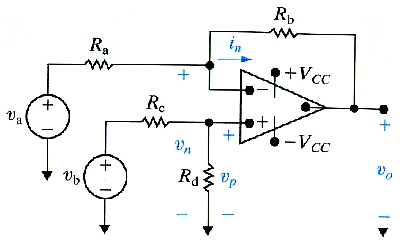 R_b
R_a i_n
+ +V_CC
v_a + − R_c − +
v_n + −V_CC
v_b + − R_d v_p + v_o
− − −